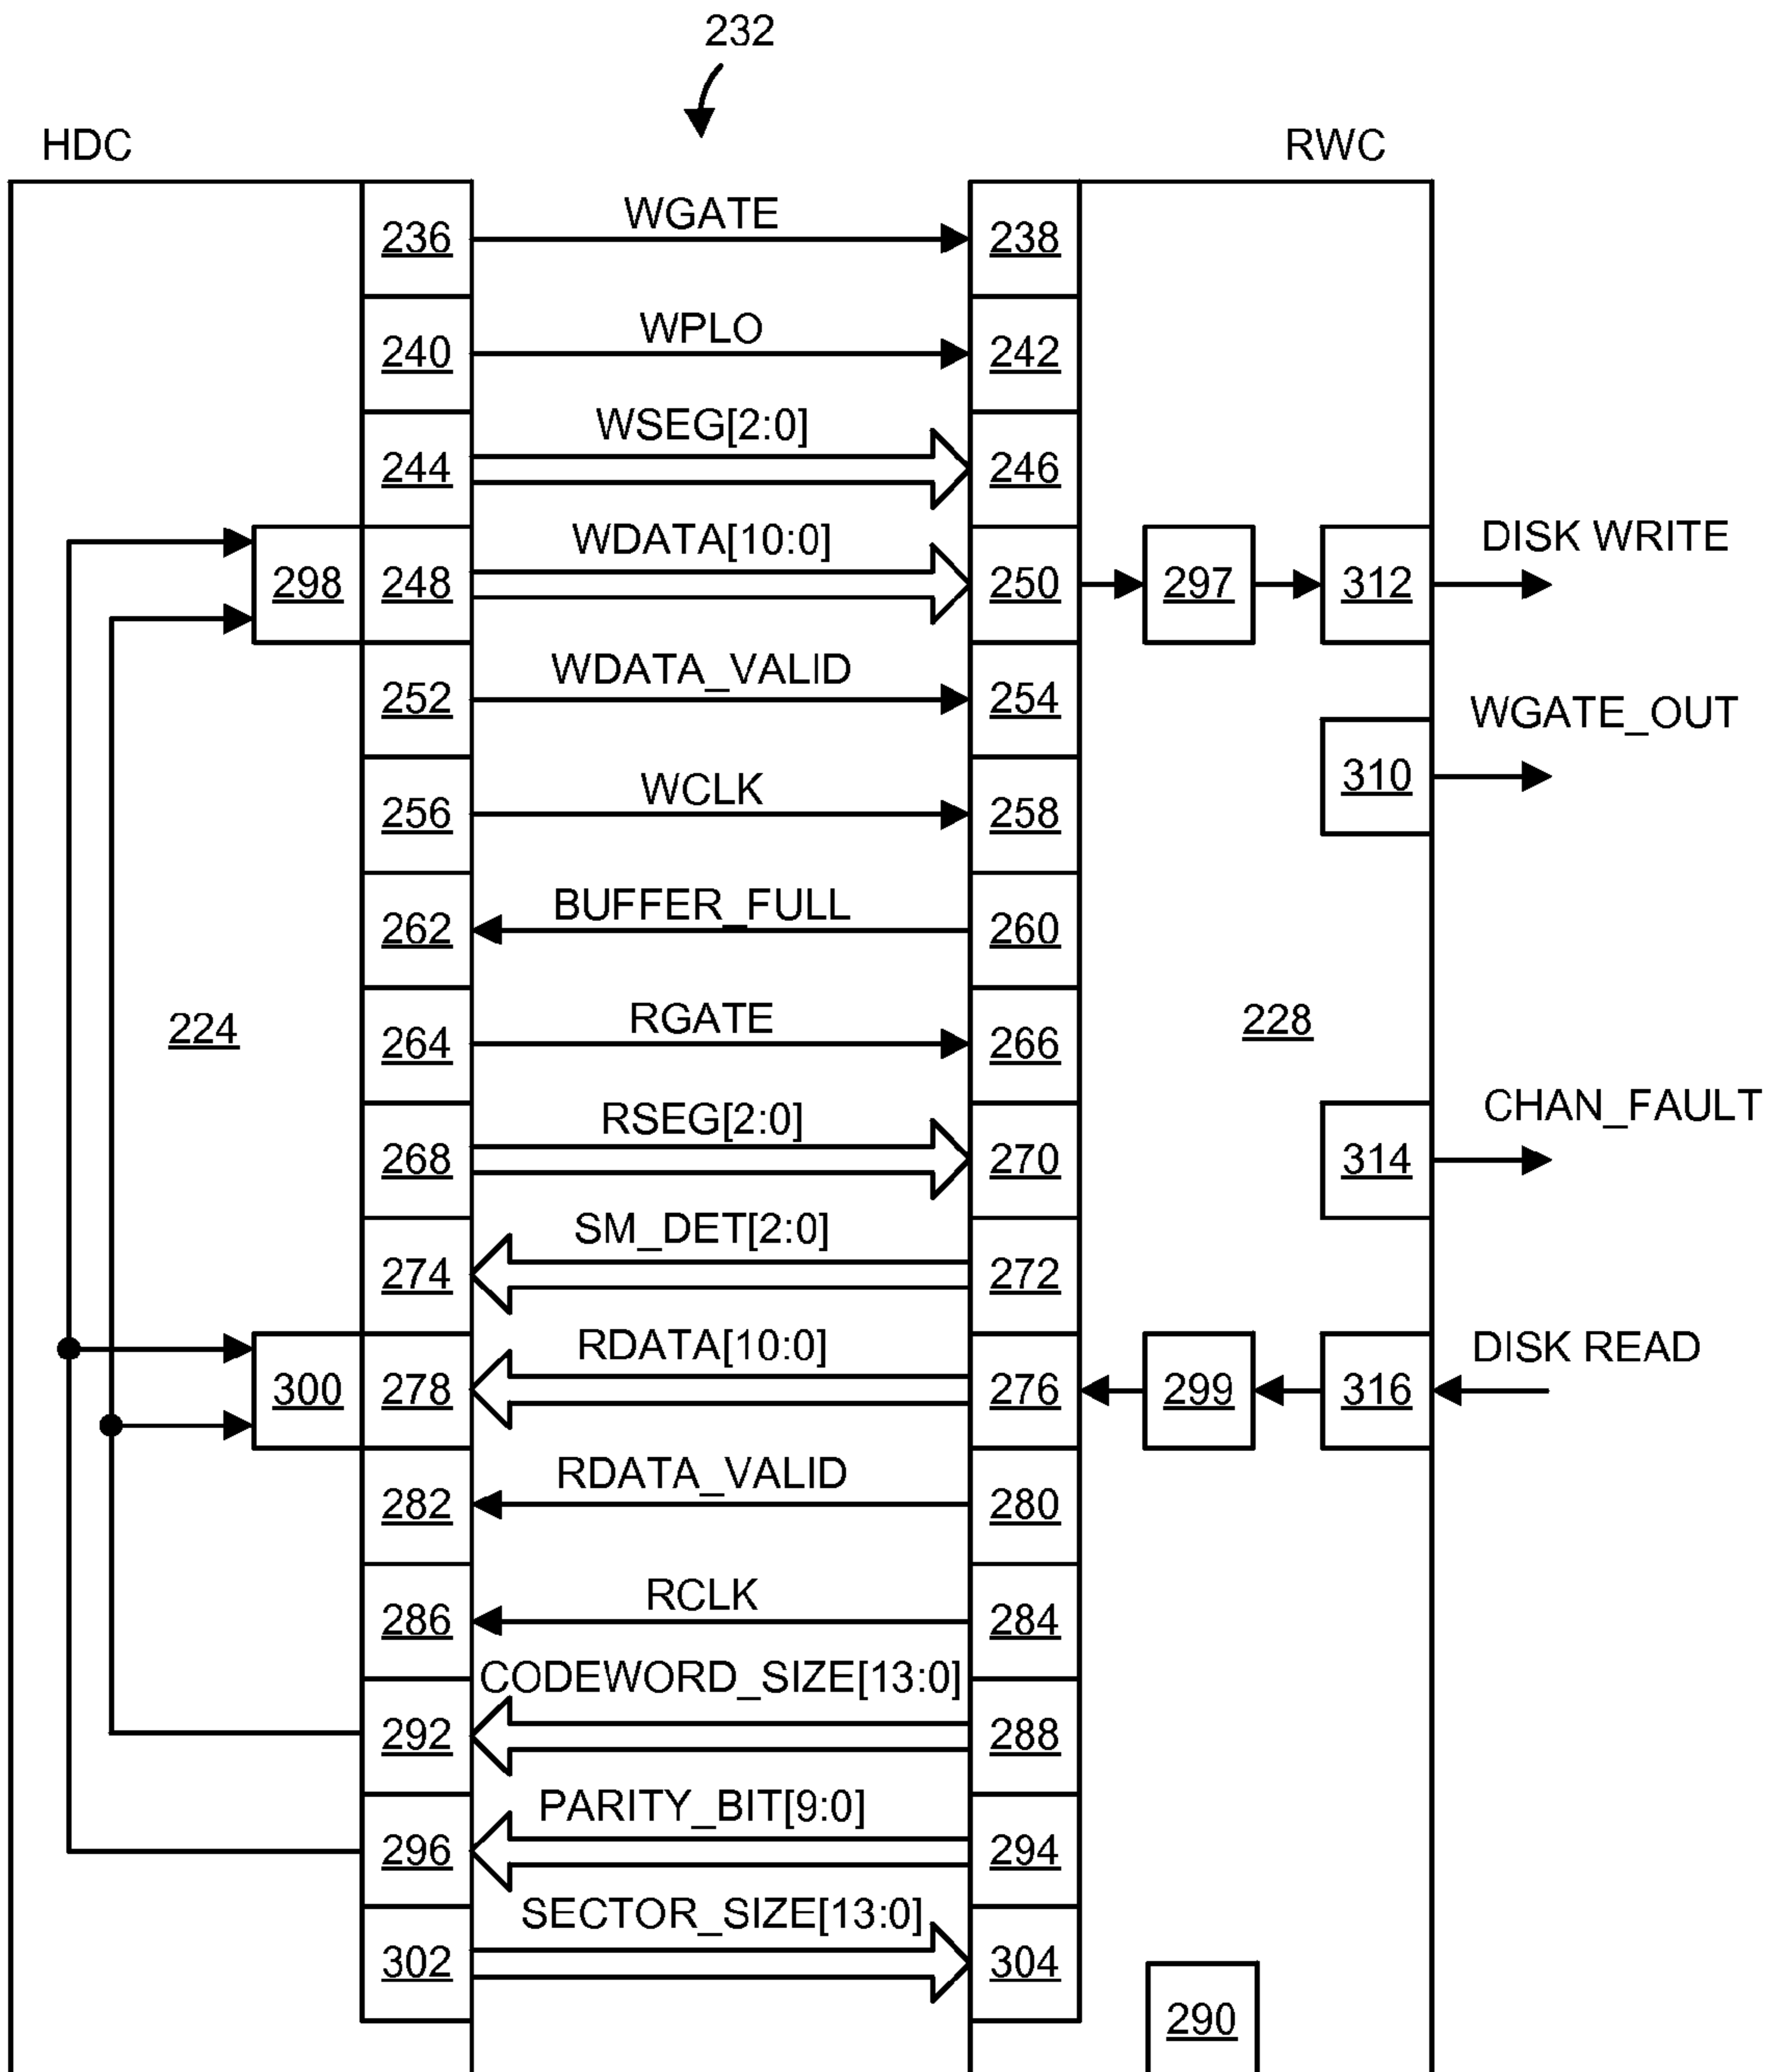 232
HDC
RWC
236
WGATE
238
240
WPLO
242
244
WSEG[2:0]
246
298
248
WDATA[10:0]
250
297
312
DISK WRITE
252
WDATA_VALID
254
310
WGATE_OUT
256
WCLK
258
262
BUFFER_FULL
260
224
264
RGATE
266
228
268
RSEG[2:0]
270
314
CHAN_FAULT
274
SM_DET[2:0]
272
300
278
RDATA[10:0]
276
299
316
DISK READ
282
RDATA_VALID
280
286
RCLK
284
292
CODEWORD_SIZE[13:0]
288
296
PARITY_BIT[9:0]
294
302
SECTOR_SIZE[13:0]
304
290